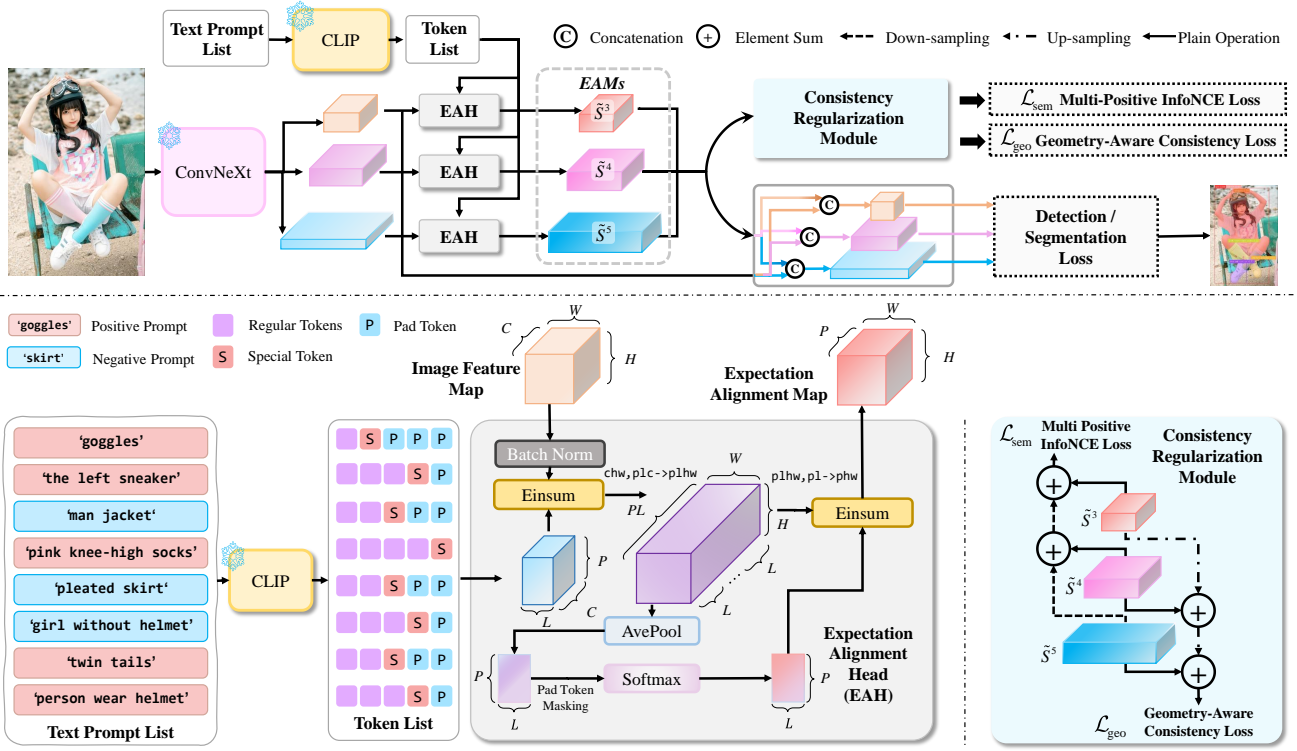 Text Prompt
List
CLIP
Token
List
C Concatenation
+ Element Sum
Down-sampling
Up-sampling
Plain Operation
ConvNeXt
EAH
EAH
EAH
EAMs
S̃³
S̃⁴
S̃⁵
Consistency
Regularization
Module
ℒsem Multi-Positive InfoNCE Loss
ℒgeo Geometry-Aware Consistency Loss
C
C
C
Detection /
Segmentation
Loss
'goggles' Positive Prompt
Regular Tokens
P Pad Token
'skirt' Negative Prompt
S Special Token
'goggles'
'the left sneaker'
'man jacket'
'pink knee-high socks'
'pleated skirt'
'girl without helmet'
'twin tails'
'person wear helmet'
Text Prompt List
CLIP
S P P P
S P
S P P
S
S P P
S P
S P P
S P
Token List
C
W
H
Image Feature
Map
Batch Norm
Einsum
chw,plc->plhw
PL
P
C
L
W
H
L
...
L
plhw,pl->phw
Einsum
P
W
H
Expectation
Alignment Map
AvePool
P
L
Pad Token
Masking
Softmax
P
L
Expectation
Alignment
Head
(EAH)
ℒsem Multi Positive
InfoNCE Loss
Consistency
Regularization
Module
+
S̃³
+
S̃⁴
+
S̃⁵
+
ℒgeo Geometry-Aware
Consistency Loss